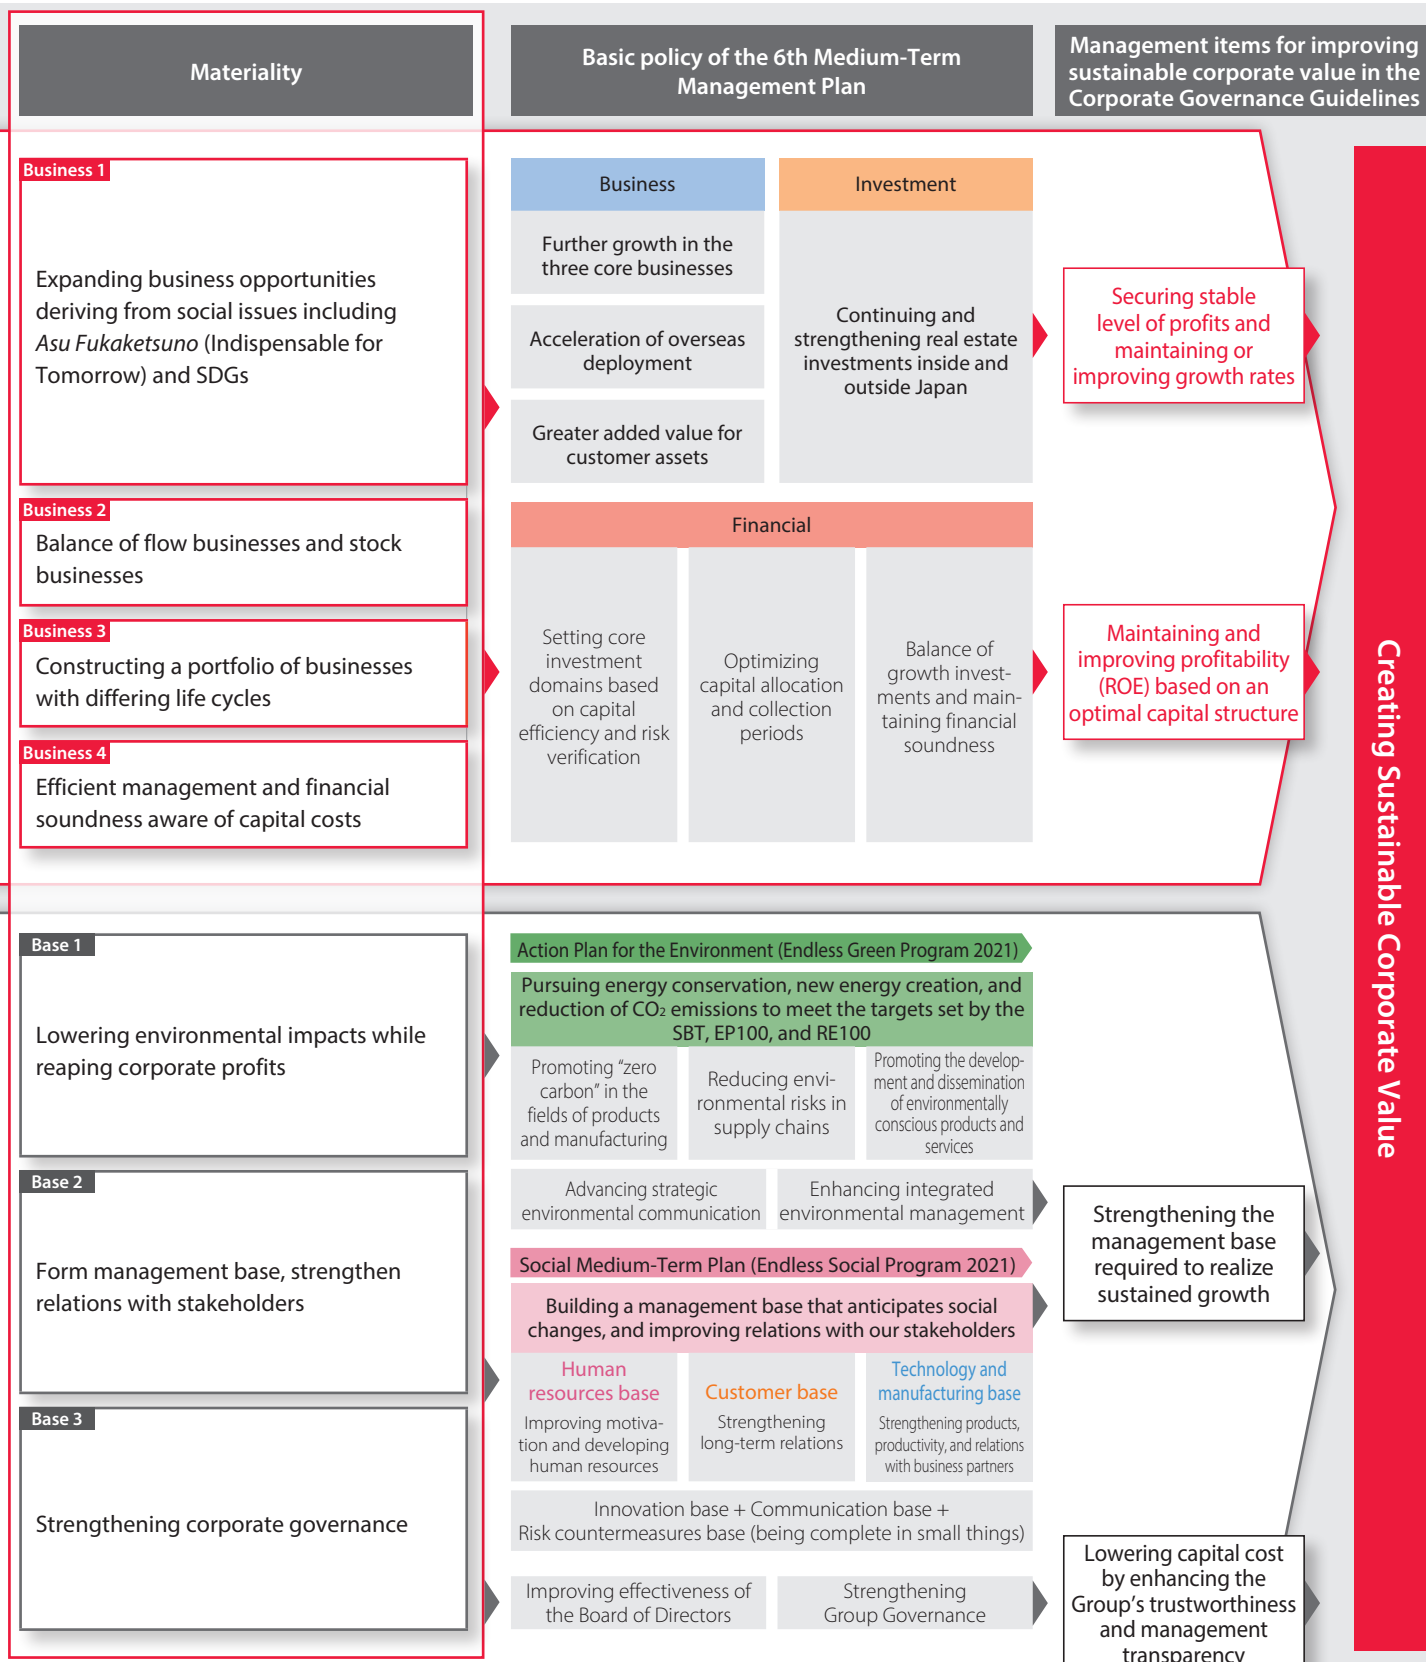 Materiality
Basic policy of the 6th Medium-Term
Management Plan
Management items for improving
sustainable corporate value in the
Corporate Governance Guidelines
Business 1
Expanding business opportunities
deriving from social issues including
Asu Fukaketsuno (Indispensable for
Tomorrow) and SDGs
Business 2
Balance of flow businesses and stock
businesses
Business 3
Constructing a portfolio of businesses
with differing life cycles
Business 4
Efficient management and financial
soundness aware of capital costs
Business
Further growth in the
three core businesses
Acceleration of overseas
deployment
Greater added value for
customer assets
Investment
Continuing and
strengthening real estate
investments inside and
outside Japan
Financial
Setting core
investment
domains based
on capital
efficiency and risk
verification
Optimizing
capital allocation
and collection
periods
Balance of
growth invest-
ments and main-
taining financial
soundness
Securing stable
level of profits and
maintaining or
improving growth rates
Maintaining and
improving profitability
(ROE) based on an
optimal capital structure
Base 1
Lowering environmental impacts while
reaping corporate profits
Base 2
Form management base, strengthen
relations with stakeholders
Base 3
Strengthening corporate governance
Action Plan for the Environment (Endless Green Program 2021)
Pursuing energy conservation, new energy creation, and
reduction of CO₂ emissions to meet the targets set by the
SBT, EP100, and RE100
Promoting “zero
carbon” in the
fields of products
and manufacturing
Reducing envi-
ronmental risks in
supply chains
Promoting the develop-
ment and dissemination
of environmentally
conscious products and
services
Advancing strategic
environmental communication
Enhancing integrated
environmental management
Social Medium-Term Plan (Endless Social Program 2021)
Building a management base that anticipates social
changes, and improving relations with our stakeholders
Human
resources base
Improving motiva-
tion and developing
human resources
Customer base
Strengthening
long-term relations
Technology and
manufacturing base
Strengthening products,
productivity, and relations
with business partners
Innovation base + Communication base +
Risk countermeasures base (being complete in small things)
Improving effectiveness of
the Board of Directors
Strengthening
Group Governance
Strengthening the
management base
required to realize
sustained growth
Lowering capital cost
by enhancing the
Group’s trustworthiness
and management
transparency
Creating Sustainable Corporate Value